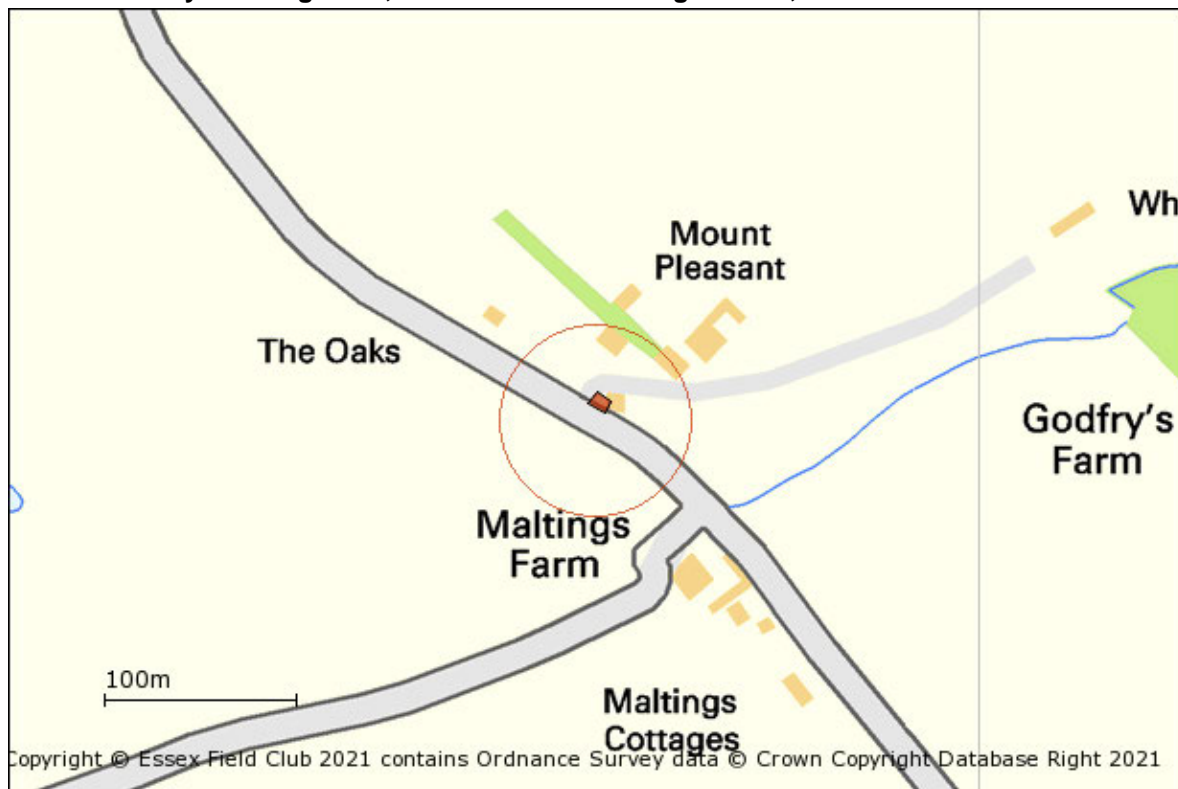 Wh
Mount
Pleasant
The Oaks
Godfry's
Farm
Maltings
Farm
100m
Maltings
Cottages
Copyright © Essex Field Club 2021 contains Ordnance Survey data © Crown Copyright Database Right 2021